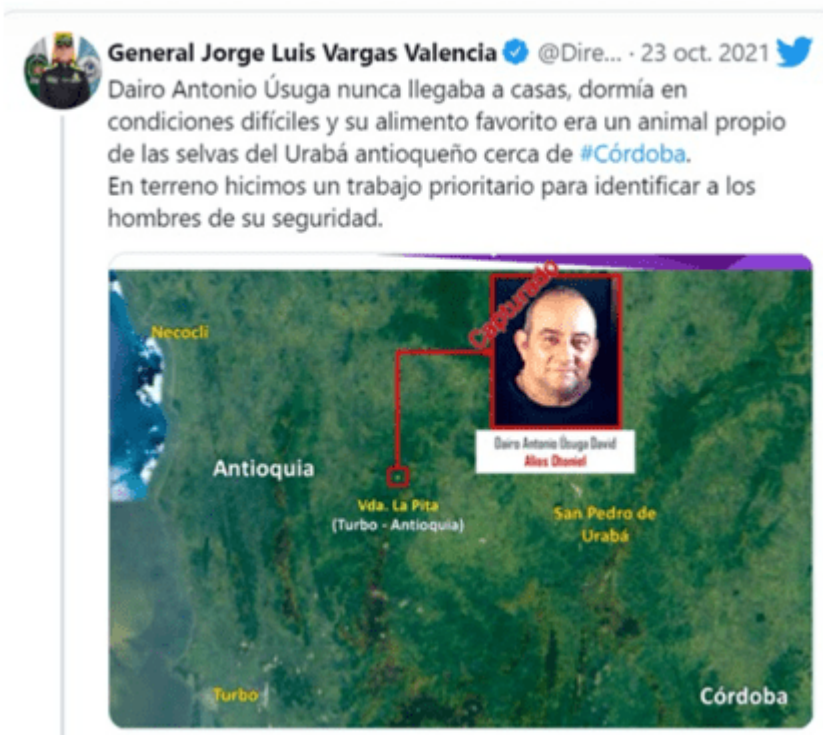 General Jorge Luis Vargas Valencia @Dire... · 23 oct. 2021
Dairo Antonio Úsuga nunca llegaba a casas, dormía en
condiciones difíciles y su alimento favorito era un animal propio
de las selvas del Urabá antioqueño cerca de #Córdoba.
En terreno hicimos un trabajo prioritario para identificar a los
hombres de su seguridad.
Capturado
Necoclí
Dairo Antonio Úsuga David
Alias Otoniel
Antioquia
Vda. La Pita
(Turbo - Antioquia)
San Pedro de
Urabá
Turbo
Córdoba